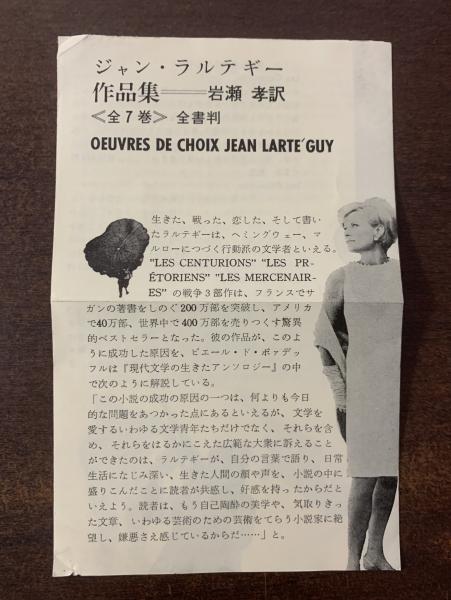 ジャン・ラルテギー
作品集――岩瀬 孝訳
≪全7巻≫ 全書判
OEUVRES DE CHOIX JEAN LARTE´GUY
生きた、戦った、恋した、そして書い
たラルテギーは、ヘミングウェー、マ
ルローにつづく行動派の文学者といえる。
"LES CENTURIONS" "LES PR-
ÉTORIENS" "LES MERCENAIR-
ES" の戦争3部作は、フランスでサ
ガンの著書をしのぐ200万部を突破し、アメリカ
で40万部、世界中で400万部を売りつくす驚異
的ベストセラーとなった。彼の作品が、このよ
うに成功した原因を、ピエール・ド・ボァデッ
フルは『現代文学の生きたアンソロジー』の中
で次のように解説している。
「この小説の成功の原因の一つは、何よりも今日
的な問題をあつかった点にあるといえるが、文学を
愛するいわゆる文学青年たちだけでなく、それらを含
め、それらをはるかにこえた広範な大衆に訴えること
ができたのは、ラルテギーが、自分の言葉で語り、日常
生活になじみ深い、生きた人間の顔や声を、小説の中に
盛りこんだことに読者が共感し、好感を持ったからだと
いえよう。読者は、もう自己陶酔の美学や、気取りきっ
た文章、いわゆる芸術のための芸術をてらう小説家に絶
望し、嫌悪さえ感じているからだ……」と。